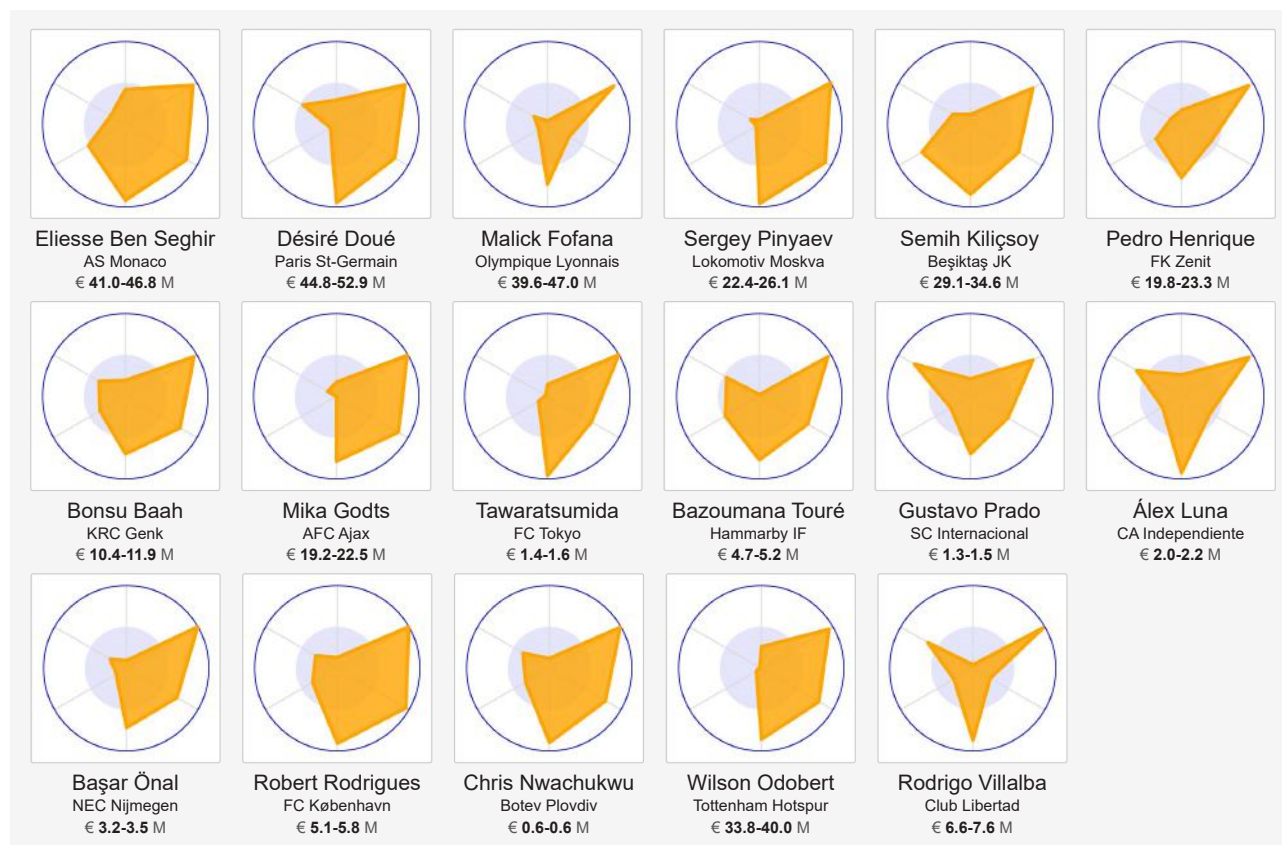 Eliesse Ben Seghir
AS Monaco
€ 41.0-46.8 M
Désiré Doué
Paris St-Germain
€ 44.8-52.9 M
Malick Fofana
Olympique Lyonnais
€ 39.6-47.0 M
Sergey Pinyaev
Lokomotiv Moskva
€ 22.4-26.1 M
Semih Kiliçsoy
Beşiktaş JK
€ 29.1-34.6 M
Pedro Henrique
FK Zenit
€ 19.8-23.3 M
Bonsu Baah
KRC Genk
€ 10.4-11.9 M
Mika Godts
AFC Ajax
€ 19.2-22.5 M
Tawaratsumida
FC Tokyo
€ 1.4-1.6 M
Bazoumana Touré
Hammarby IF
€ 4.7-5.2 M
Gustavo Prado
SC Internacional
€ 1.3-1.5 M
Álex Luna
CA Independiente
€ 2.0-2.2 M
Başar Önal
NEC Nijmegen
€ 3.2-3.5 M
Robert Rodrigues
FC København
€ 5.1-5.8 M
Chris Nwachukwu
Botev Plovdiv
€ 0.6-0.6 M
Wilson Odobert
Tottenham Hotspur
€ 33.8-40.0 M
Rodrigo Villalba
Club Libertad
€ 6.6-7.6 M